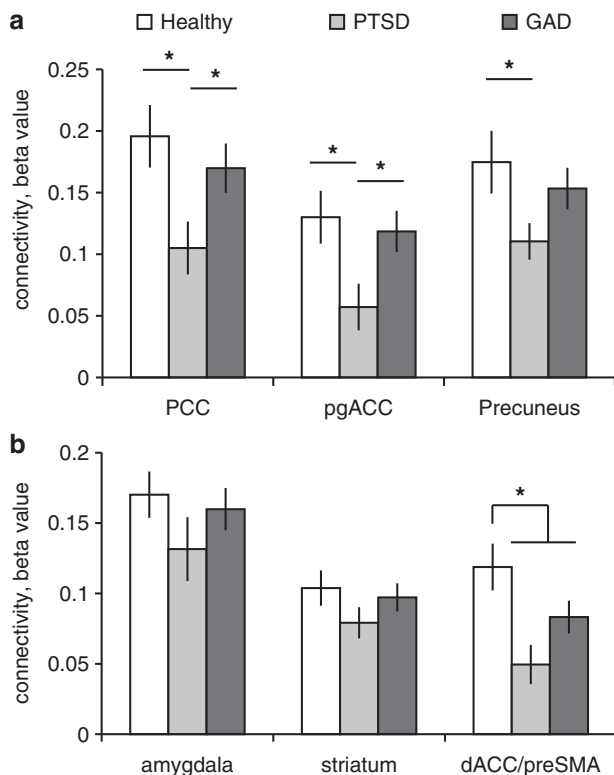 a
Healthy PTSD GAD
connectivity, beta value
0.25
0.2
0.15
0.1
0.05
0
* * * * *
PCC pgACC Precuneus
b
connectivity, beta value
0.2
0.15
0.1
0.05
0
*
amygdala striatum dACC/preSMA